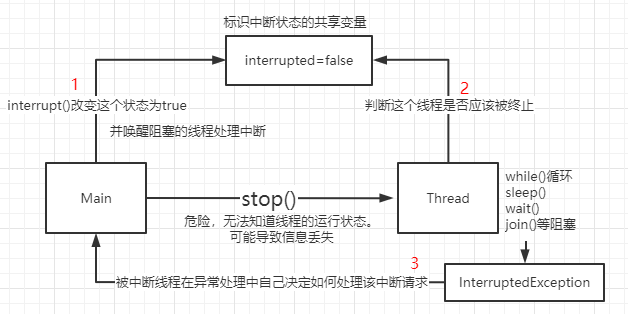 标识中断状态的共享变量
interrupted=false
1
interrupt()改变这个状态为true
并唤醒阻塞的线程处理中断
2
判断这个线程是否应该被终止
Main
stop()
危险，无法知道线程的运行状态。
可能导致信息丢失
Thread
while()循环
sleep()
wait()
join()等阻塞
3
被中断线程在异常处理中自己决定如何处理该中断请求
InterruptedException